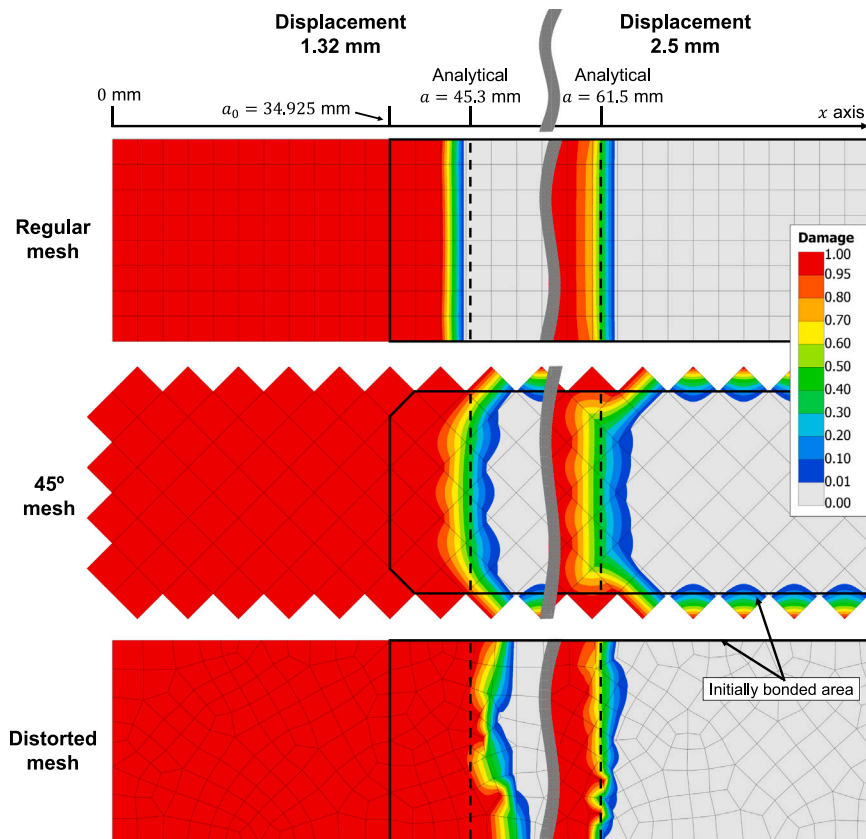 Displacement
1.32 mm
Displacement
2.5 mm
Analytical
a = 45.3 mm
Analytical
a = 61.5 mm
0 mm
a₀ = 34.925 mm
x axis
Regular
mesh
Damage
1.00
0.95
0.80
0.70
0.60
0.50
0.40
0.30
0.20
0.10
0.01
0.00
45º
mesh
Initially bonded area
Distorted
mesh